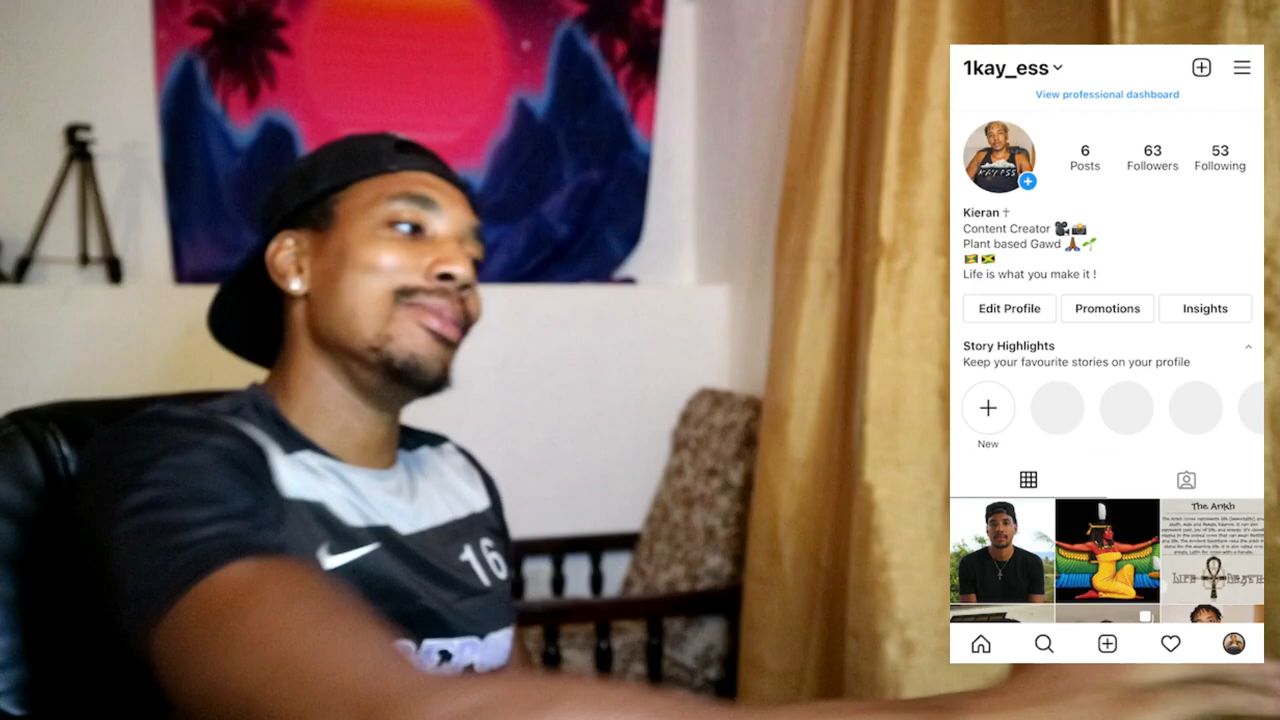 1kay_ess
View professional dashboard
6
Posts
63
Followers
53
Following
Kieran †
Content Creator 🎥📸
Plant based Gawd 🙏🏾🌱
🇬🇩 🇯🇲
Life is what you make it !
Edit Profile
Promotions
Insights
Story Highlights
Keep your favourite stories on your profile
New
The Ankh
16
KAY ESS